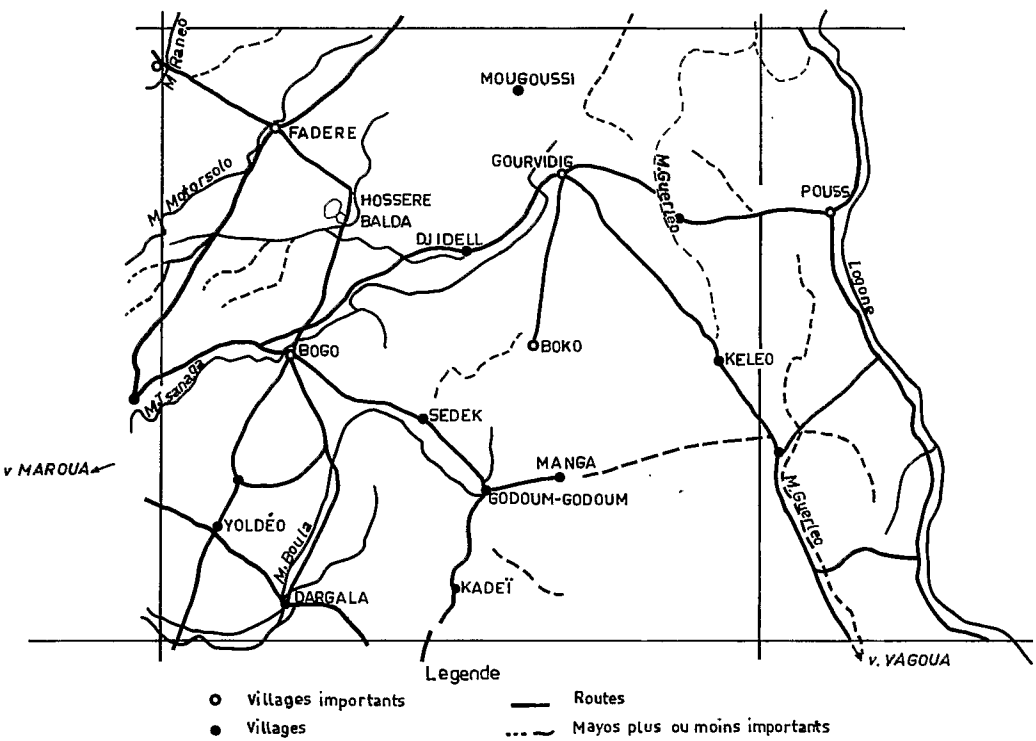 M. Raneo
MOUGOUSSI
FADERE
GOURVIDIG
M. Motorsolo
M. Guerleo
HOSSERE
BALDA
POUSS
DJIDELL
Logone
BOGO
BOKO
KELEO
M. Tsanaga
SEDEK
v MAROUA
MANGA
GODOUM-GODOUM
M. Guerleo
YOLDÉO
M. Boula
KADEÏ
DARGALA
v. YAGOUA
Legende
Villages importants
Routes
Villages
Mayos plus ou moins importants